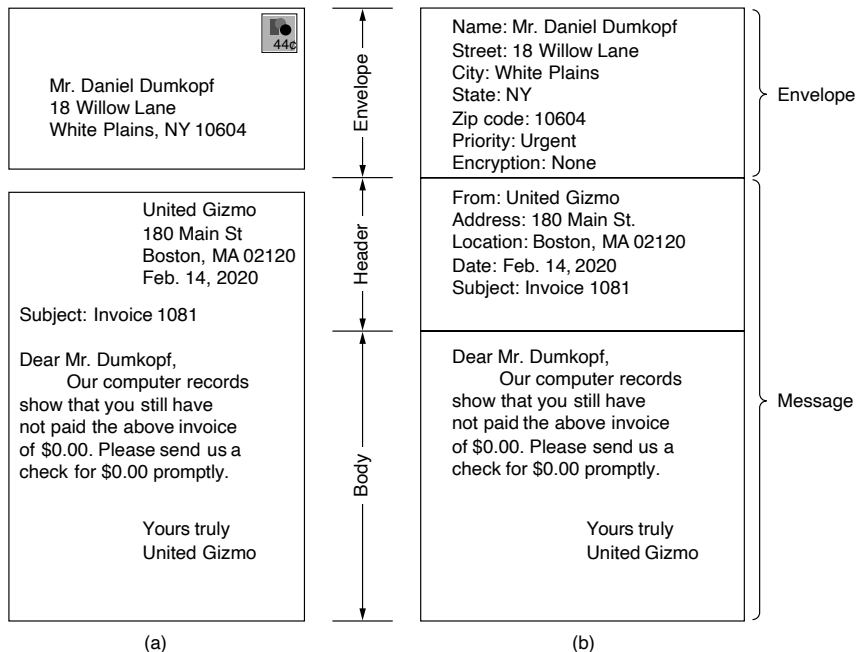 44¢
Mr. Daniel Dumkopf
18 Willow Lane
White Plains, NY 10604
United Gizmo
180 Main St
Boston, MA 02120
Feb. 14, 2020
Subject: Invoice 1081
Dear Mr. Dumkopf,
Our computer records
show that you still have
not paid the above invoice
of $0.00. Please send us a
check for $0.00 promptly.
Yours truly
United Gizmo
(a)
Envelope
Header
Body
Name: Mr. Daniel Dumkopf
Street: 18 Willow Lane
City: White Plains
State: NY
Zip code: 10604
Priority: Urgent
Encryption: None
From: United Gizmo
Address: 180 Main St.
Location: Boston, MA 02120
Date: Feb. 14, 2020
Subject: Invoice 1081
Dear Mr. Dumkopf,
Our computer records
show that you still have
not paid the above invoice
of $0.00. Please send us a
check for $0.00 promptly.
Yours truly
United Gizmo
(b)
Envelope
Message